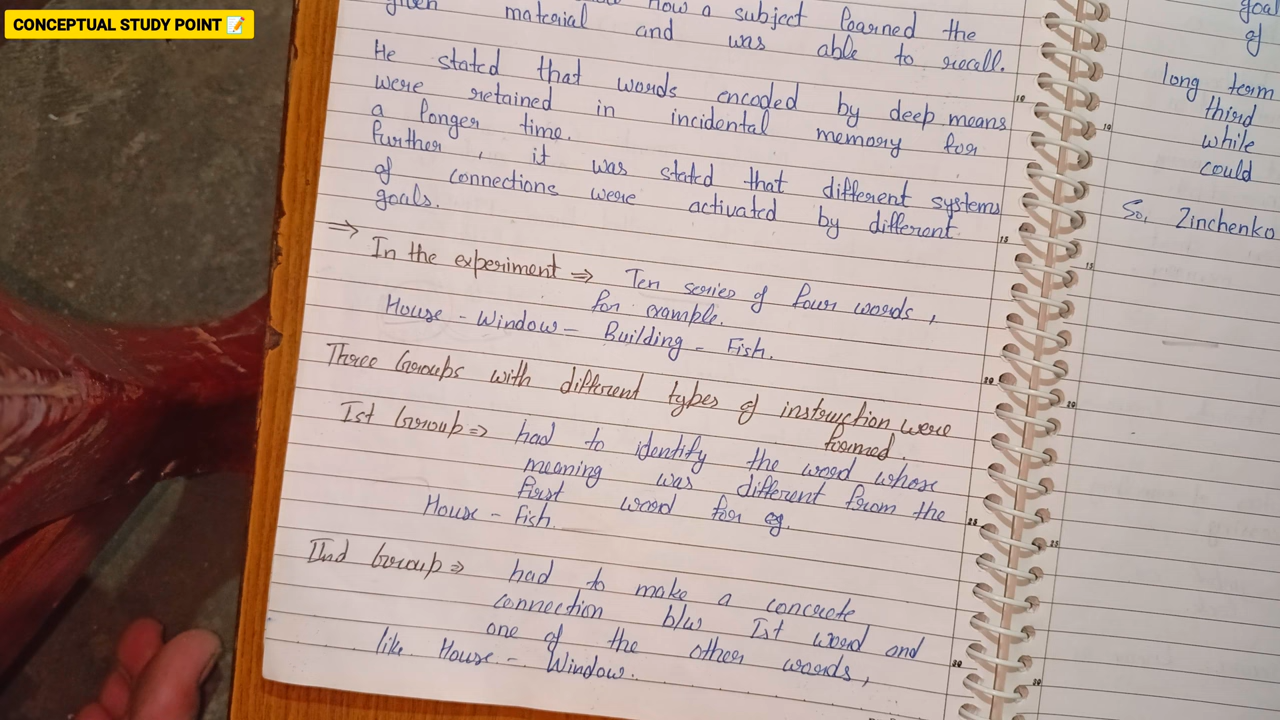 CONCEPTUAL STUDY POINT 📝
How a subject learned the
given material and was able to recall.
He stated that words encoded by deep means
were retained in incidental memory for
a longer time.
further, it was stated that different systems
of connections were activated by different
goals.
⇒ In the experiment ⇒ Ten series of four words,
for example.
House - Window - Building - Fish.
Three Groups with different types of instruction were
formed.
Ist Group ⇒ had to identify the word whose
meaning was different from the
first word for eg.
House - Fish.
IInd Group ⇒ had to make a concrete
connection b/w Ist word and
one of the other words,
like House - Window.
goal
of
long term
third
while
could
So, Zinchenko